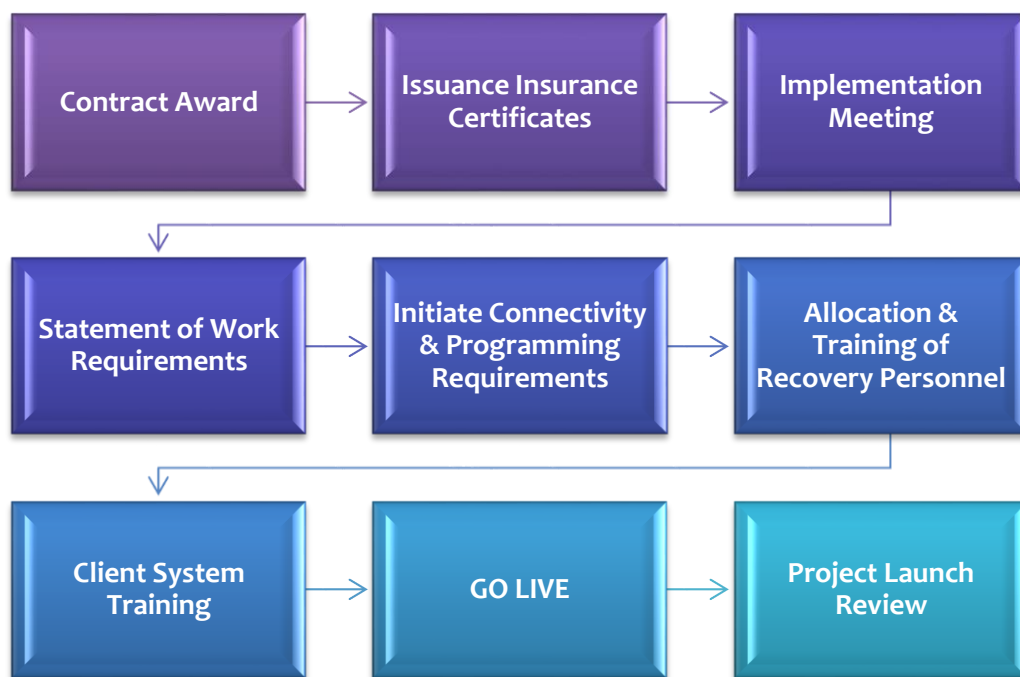 Contract Award
Issuance Insurance
Certificates
Implementation
Meeting
Statement of Work
Requirements
Initiate Connectivity
& Programming
Requirements
Allocation &
Training of
Recovery Personnel
Client System
Training
GO LIVE
Project Launch
Review